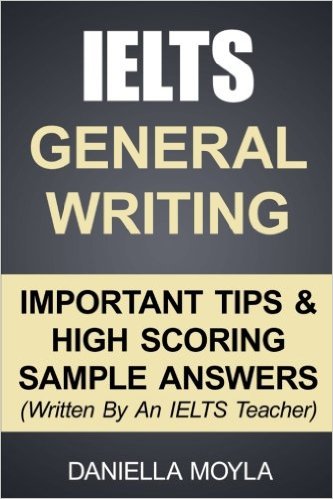 IELTS
GENERAL
WRITING
IMPORTANT TIPS &
HIGH SCORING
SAMPLE ANSWERS
(Written By An IELTS Teacher)
DANIELLA MOYLA